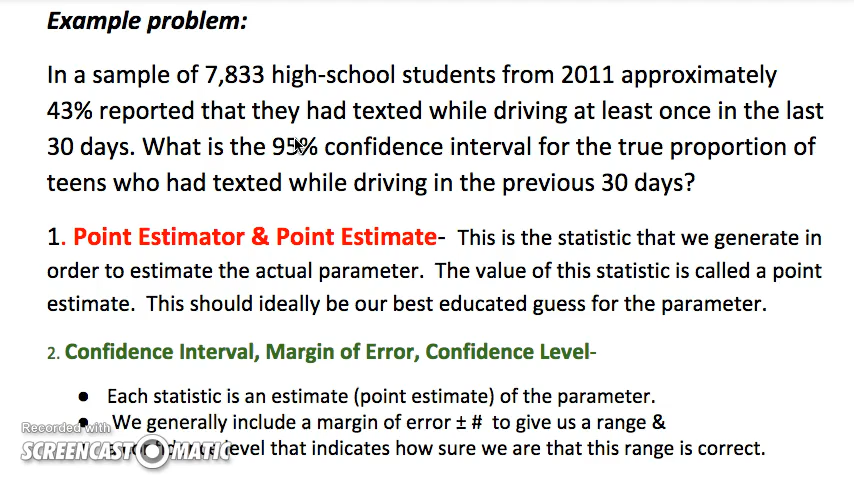 Example problem:
In a sample of 7,833 high-school students from 2011 approximately
43% reported that they had texted while driving at least once in the last
30 days. What is the 95% confidence interval for the true proportion of
teens who had texted while driving in the previous 30 days?
1. Point Estimator & Point Estimate- This is the statistic that we generate in
order to estimate the actual parameter. The value of this statistic is called a point
estimate. This should ideally be our best educated guess for the parameter.
2. Confidence Interval, Margin of Error, Confidence Level-
● Each statistic is an estimate (point estimate) of the parameter.
● We generally include a margin of error ± # to give us a range &
level that indicates how sure we are that this range is correct.
Recorded with
SCREENCAST-O-MATIC